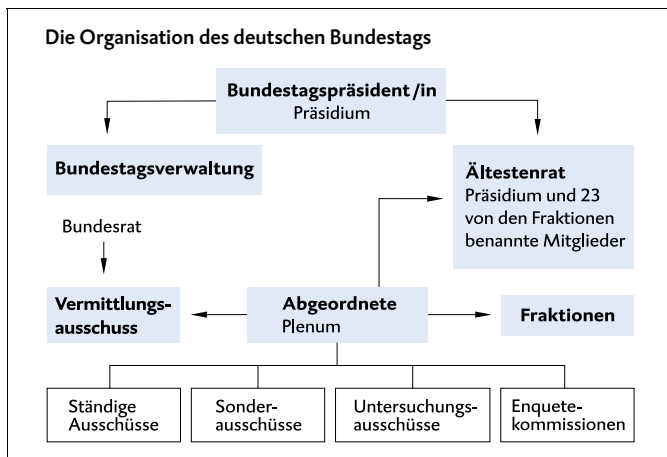 Die Organisation des deutschen Bundestags
Bundestagspräsident/in
Präsidium
Bundestagsverwaltung
Ältestenrat
Präsidium und 23
von den Fraktionen
benannte Mitglieder
Bundesrat
Vermittlungs-
ausschuss
Abgeordnete
Plenum
Fraktionen
Ständige
Ausschüsse
Sonder-
ausschüsse
Untersuchungs-
ausschüsse
Enquete-
kommissionen